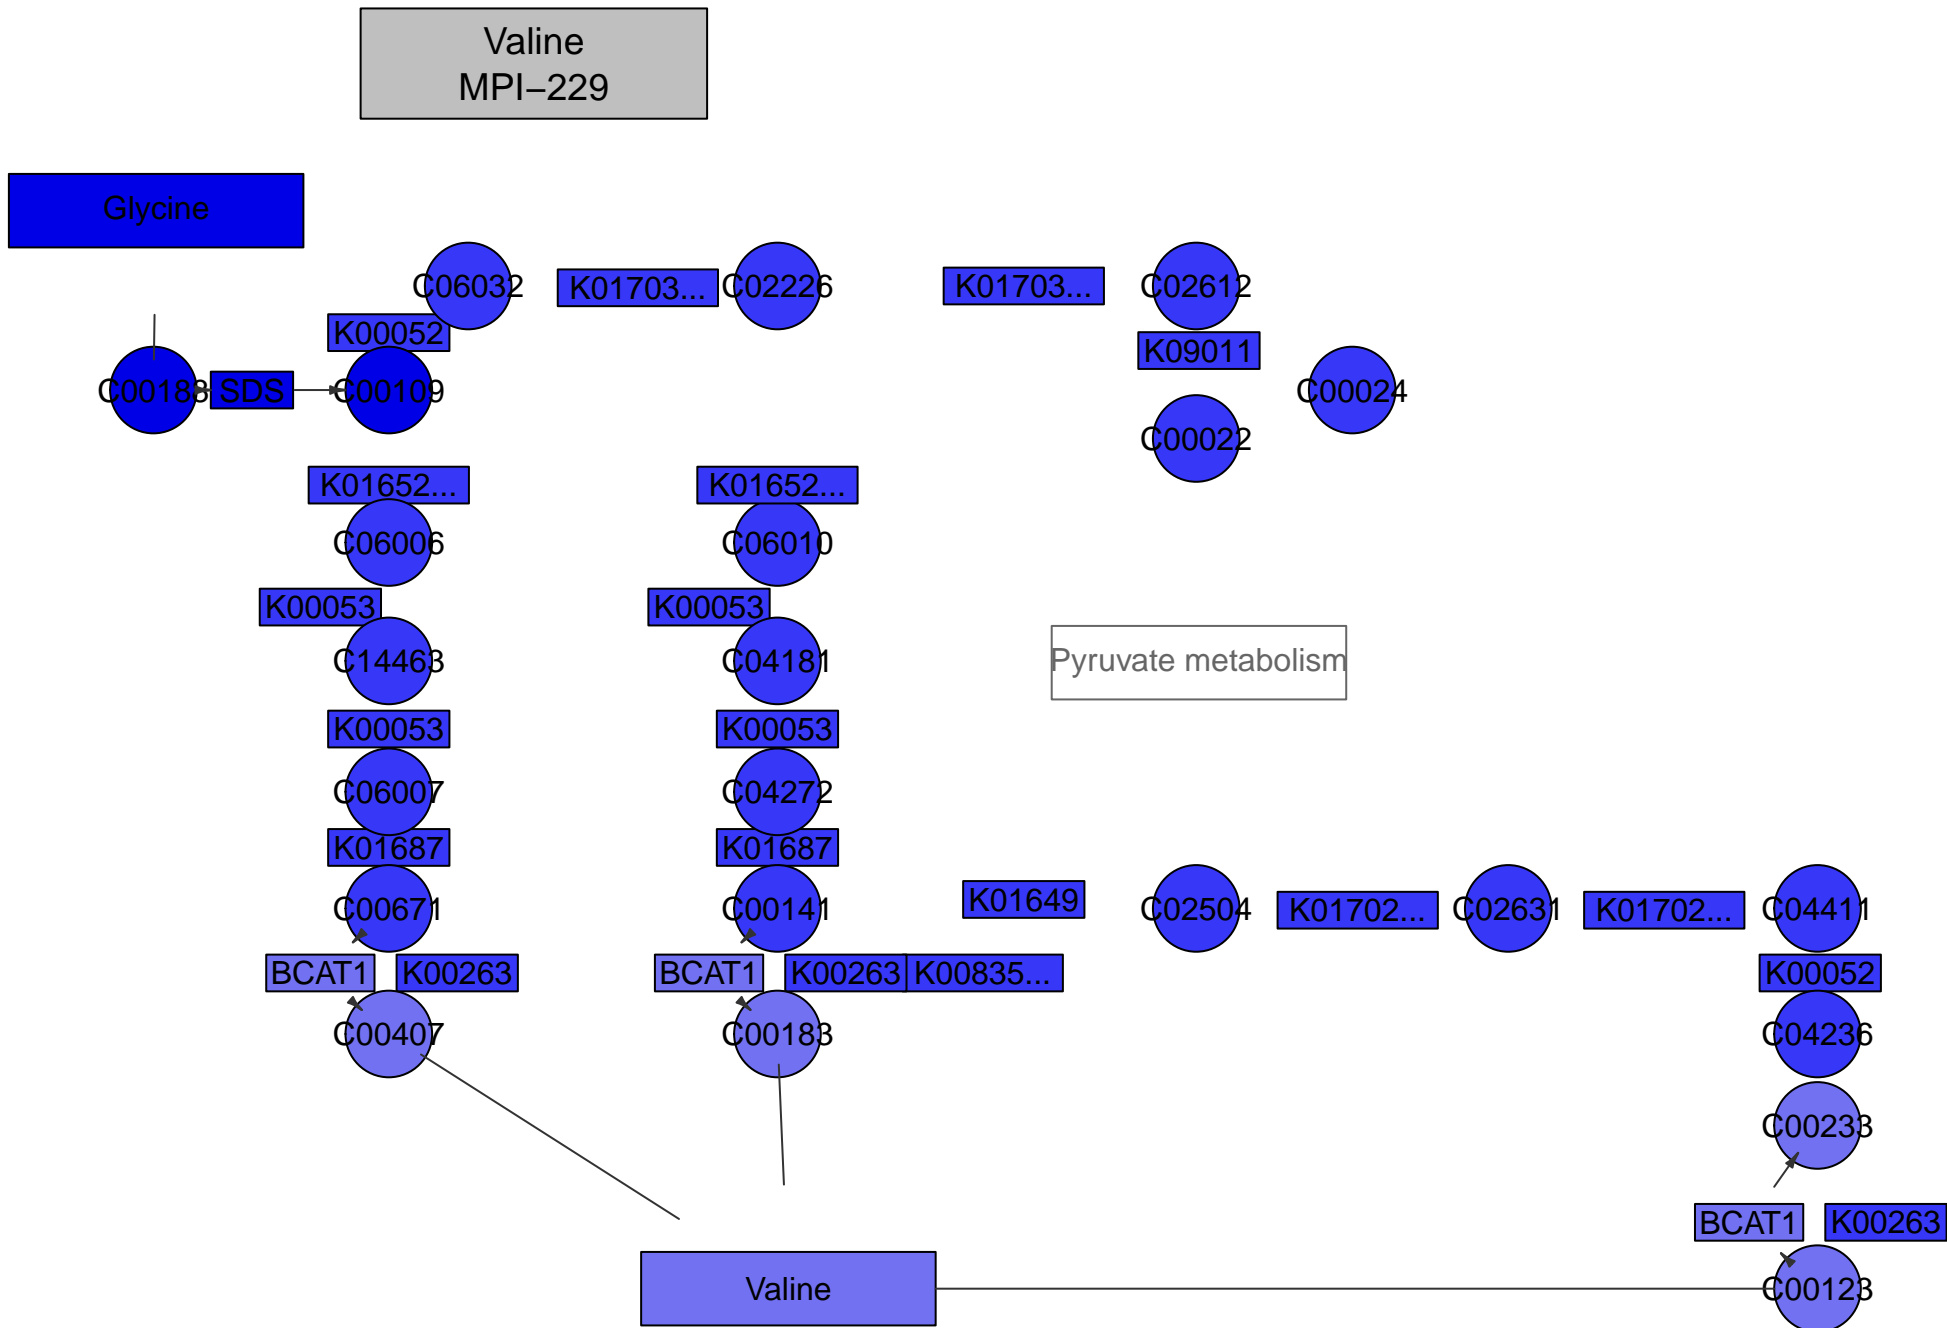 Valine
MPI−229
Glycine
C06032
K01703...
C02226
K01703...
C02612
K00052
K09011
C00188
SDS
C00109
C00024
C00022
K01652...
K01652...
C06006
C06010
K00053
K00053
C14463
C04181
Pyruvate metabolism
K00053
K00053
C06007
C04272
K01687
K01687
C00671
C00141
K01649
C02504
K01702...
C02631
K01702...
C04411
BCAT1
K00263
BCAT1
K00263
K00835...
K00052
C00407
C00183
C04236
C00233
BCAT1
K00263
Valine
C00123